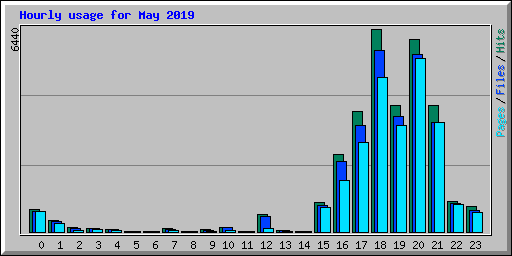 Hourly usage for May 2019
6440
Pages / Files / Hits
0 1 2 3 4 5 6 7 8 9 10 11 12 13 14 15 16 17 18 19 20 21 22 23